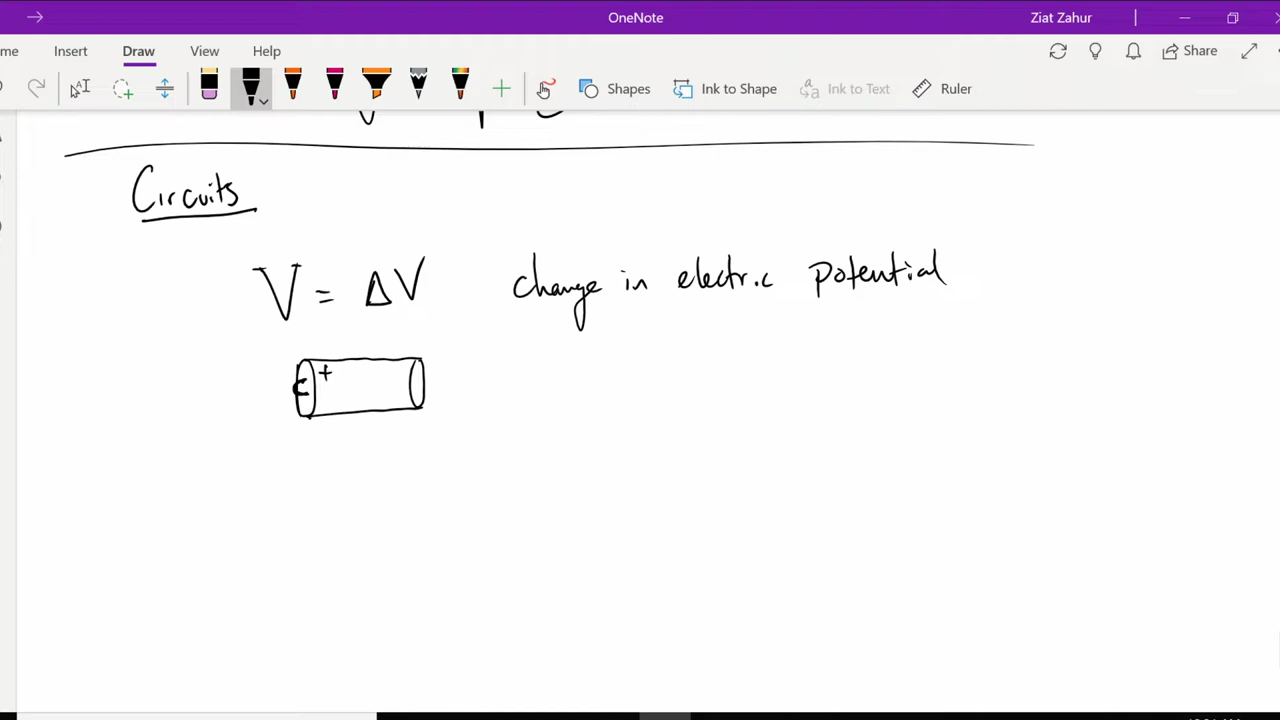 OneNote Ziat Zahur
me Insert Draw View Help Share
Shapes Ink to Shape Ink to Text Ruler
Circuits
V = ΔV change in electric potential
+